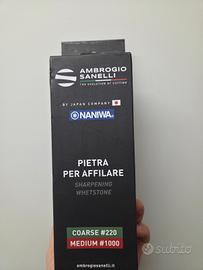 AMBROGIO
SANELLI
THE EVOLUTION OF CUTTING
BY JAPAN COMPANY
NANIWA
PIETRA
PER AFFILARE
SHARPENING
WHETSTONE
COARSE #220
MEDIUM #1000
ambrogiosanelli.it
subito